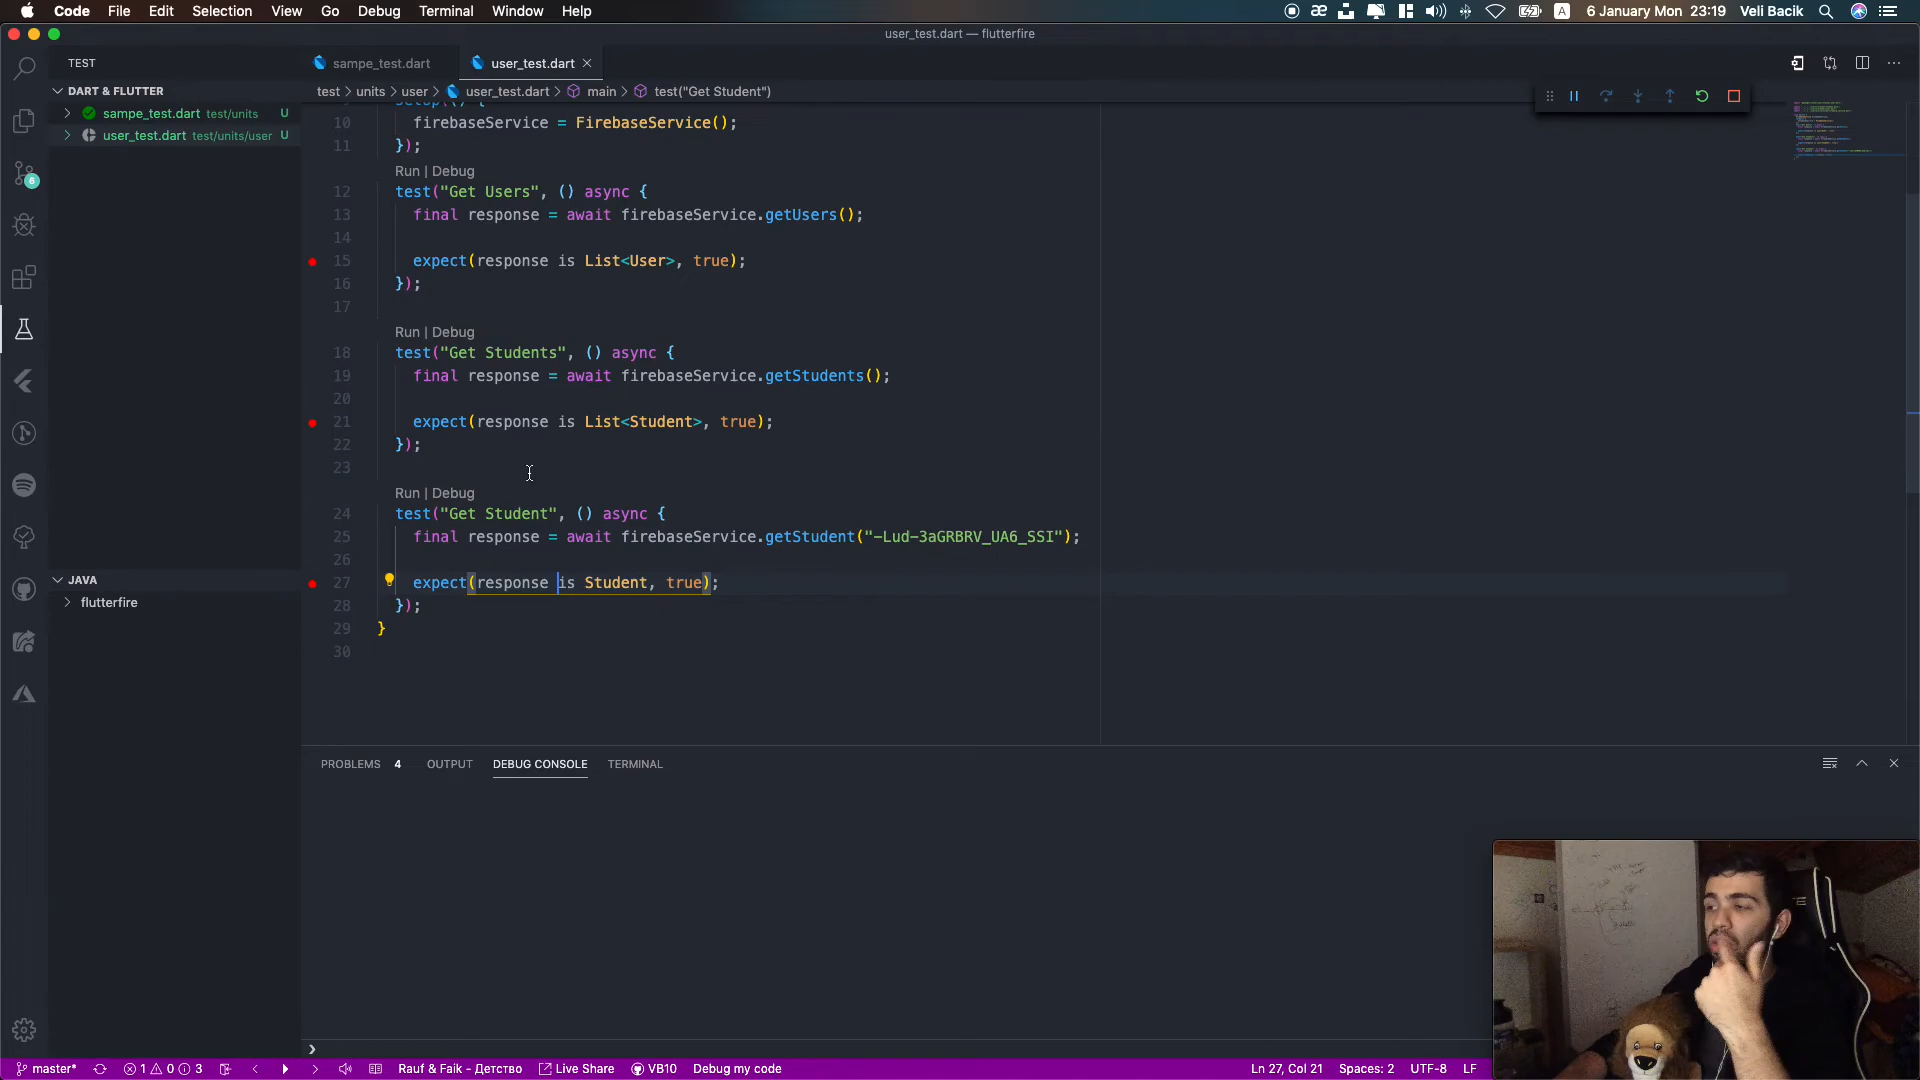 Code File Edit Selection View Go Debug Terminal Window Help
A 6 January Mon 23:19 Veli Bacik
user_test.dart — flutterfire
TEST
sampe_test.dart user_test.dart
DART & FLUTTER
test > units > user > user_test.dart > main > test("Get Student")
sampe_test.dart test/units U
user_test.dart test/units/user U
6
10 firebaseService = FirebaseService();
11 });
Run | Debug
12 test("Get Users", () async {
13 final response = await firebaseService.getUsers();
14
15 expect(response is List<User>, true);
16 });
17
Run | Debug
18 test("Get Students", () async {
19 final response = await firebaseService.getStudents();
20
21 expect(response is List<Student>, true);
22 });
23
Run | Debug
24 test("Get Student", () async {
25 final response = await firebaseService.getStudent("-Lud-3aGRBRV_UA6_SSI");
26
27 expect(response is Student, true);
28 });
29 }
30
JAVA
flutterfire
PROBLEMS 4 OUTPUT DEBUG CONSOLE TERMINAL
master* 1 0 3 Rauf & Faik - Детство Live Share VB10 Debug my code Ln 27, Col 21 Spaces: 2 UTF-8 LF